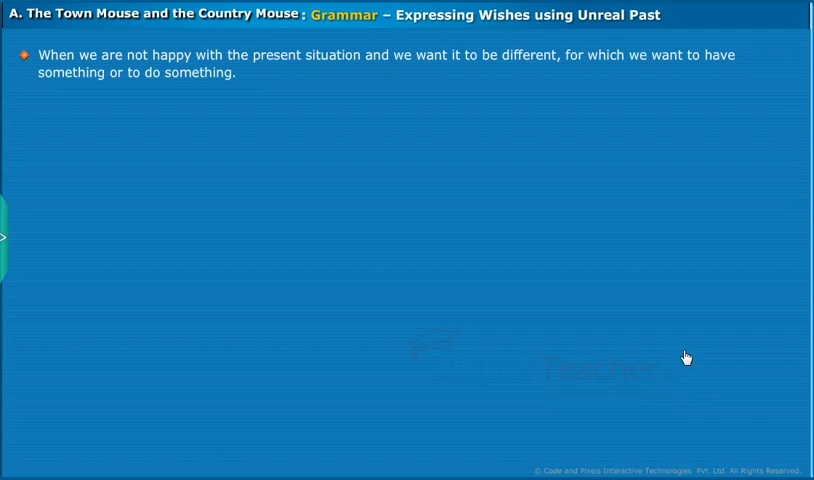 A. The Town Mouse and the Country Mouse : Grammar – Expressing Wishes using Unreal Past
When we are not happy with the present situation and we want it to be different, for which we want to have
something or to do something.
Digital Teacher
© Code and Pixels Interactive Technologies Pvt. Ltd. All Rights Reserved.